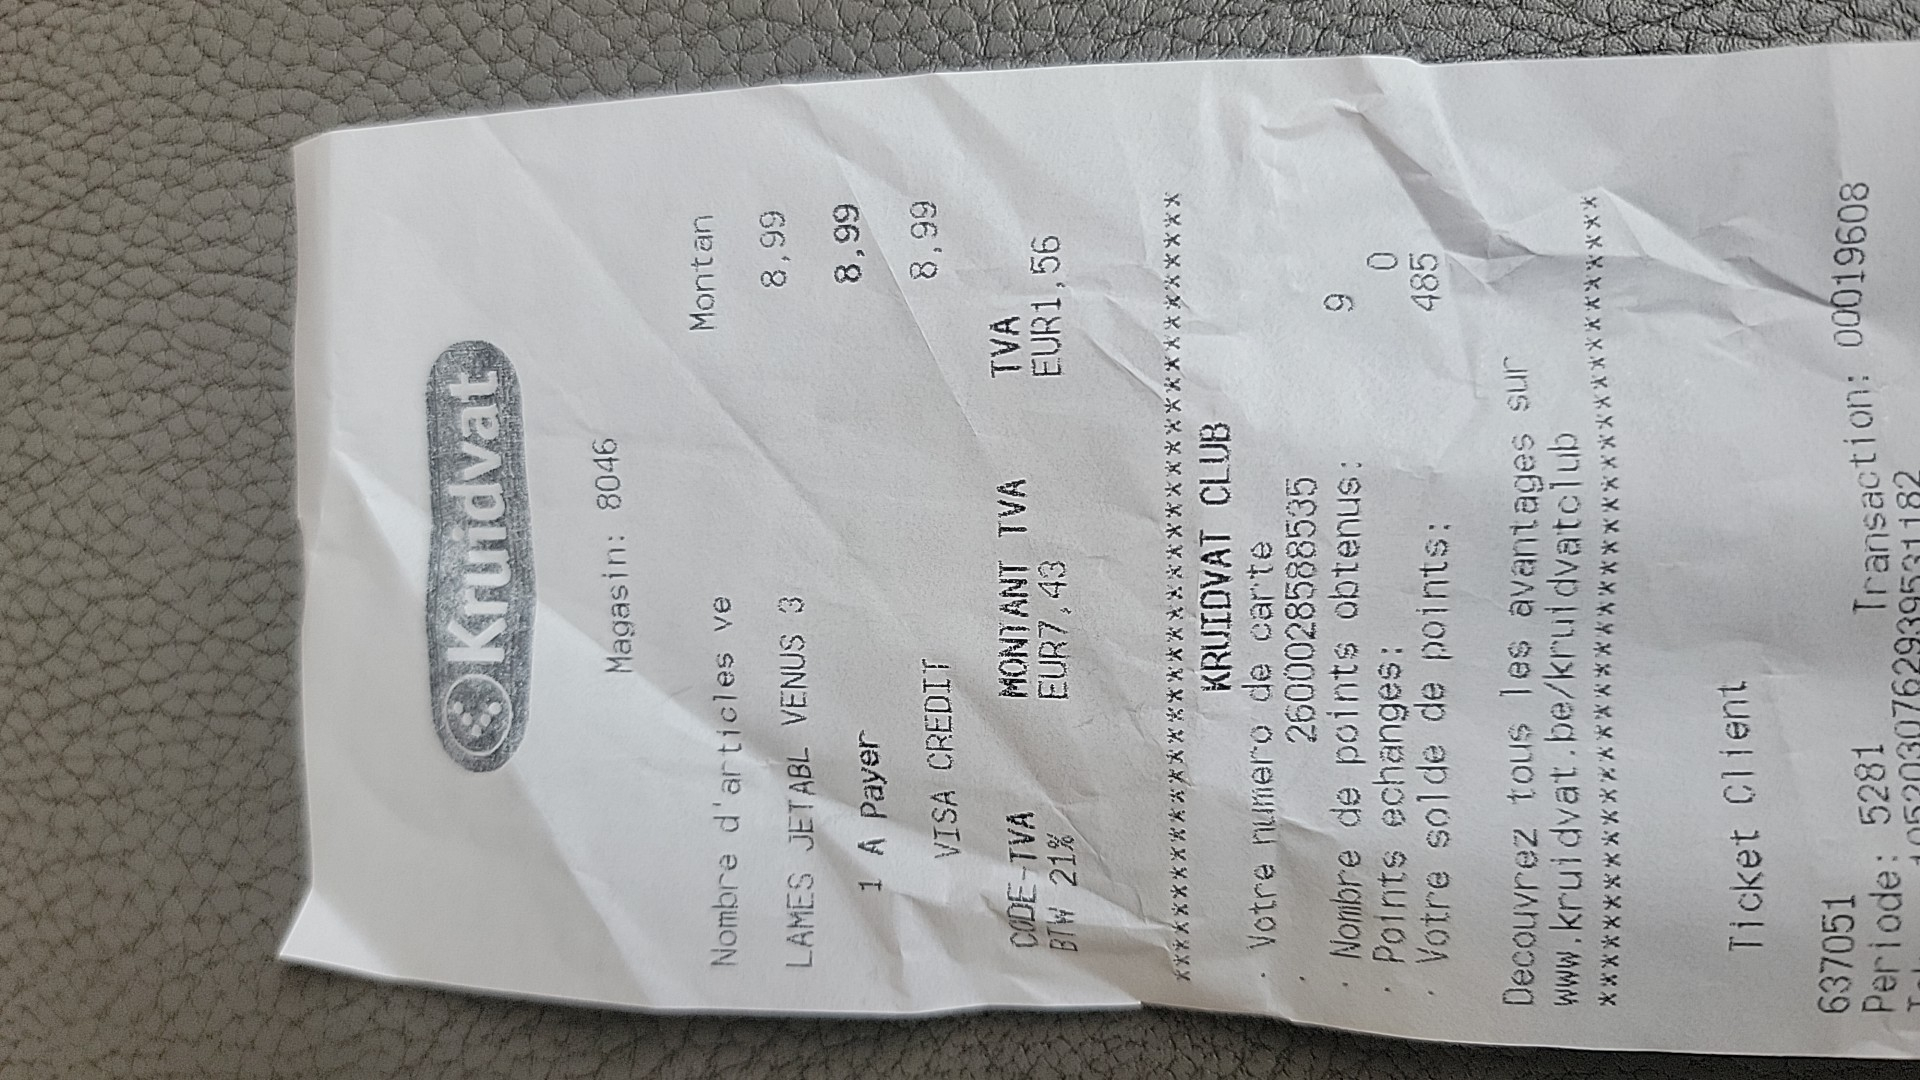 Kruidvat
Magasin: 8046
Nombre d'articles ve Montan
LAMES JETABL VENUS 3 8,99
1 A Payer 8,99
VISA CREDIT 8,99
CODE-TVA MONTANT TVA TVA
BTW 21% EUR7,43 EUR1,56
****************************************
KRUIDVAT CLUB
· Votre numero de carte
· 2600028588535
· Nombre de points obtenus: 9
· Points echanges: 0
· Votre solde de points: 485
Decouvrez tous les avantages sur
www.kruidvat.be/kruidvatclub
****************************************
Ticket Client
637051
Periode: 5281 Transaction: 00019608